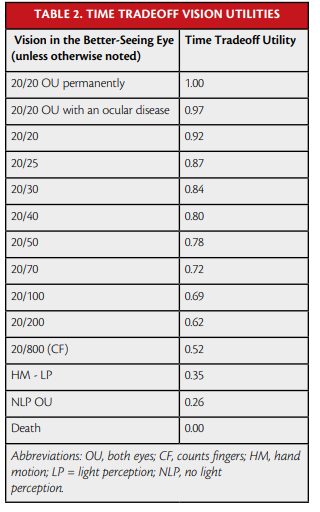 TABLE 2. TIME TRADEOFF VISION UTILITIES
Vision in the Better-Seeing Eye Time Tradeoff Utility
(unless otherwise noted)
20/20 OU permanently 1.00
20/20 OU with an ocular disease 0.97
20/20 0.92
20/25 0.87
20/30 0.84
20/40 0.80
20/50 0.78
20/70 0.72
20/100 0.69
20/200 0.62
20/800 (CF) 0.52
HM - LP 0.35
NLP OU 0.26
Death 0.00
Abbreviations: OU, both eyes; CF, counts fingers; HM, hand
motion; LP = light perception; NLP, no light
perception.